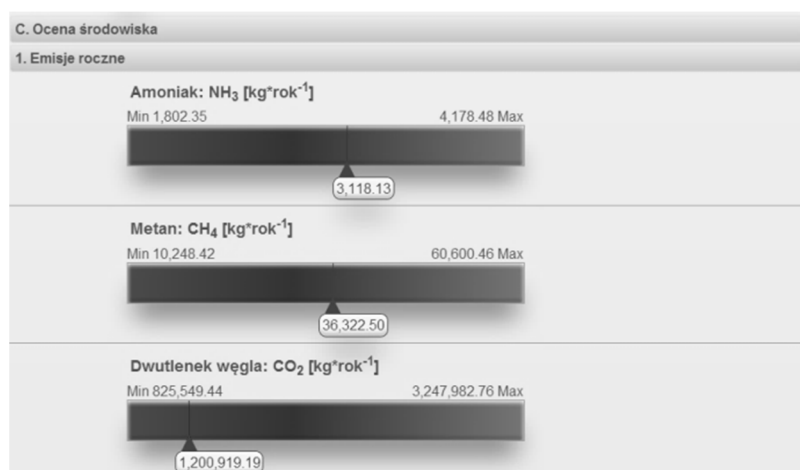 C. Ocena środowiska
1. Emisje roczne
Amoniak: NH₃ [kg*rok⁻¹]
Min 1,802.35 4,178.48 Max
3,118.13
Metan: CH₄ [kg*rok⁻¹]
Min 10,248.42 60,600.46 Max
36,322.50
Dwutlenek węgla: CO₂ [kg*rok⁻¹]
Min 825,549.44 3,247,982.76 Max
1,200,919.19